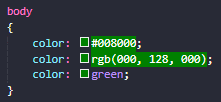 body
{
color: #008000;
color: rgb(000, 128, 000);
color: green;
}